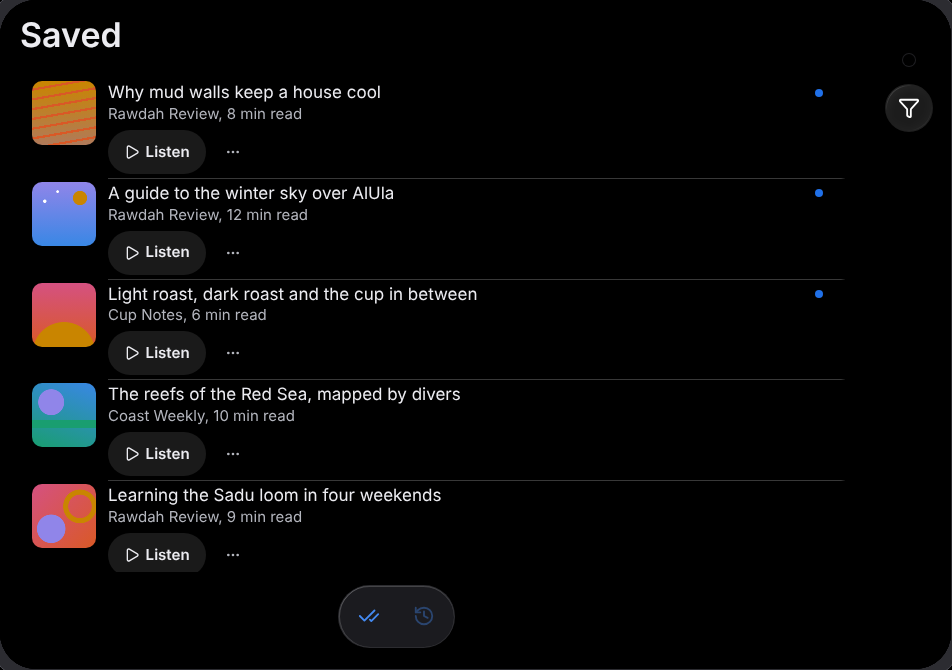 Saved
Why mud walls keep a house cool
Rawdah Review, 8 min read
Listen
A guide to the winter sky over AlUla
Rawdah Review, 12 min read
Listen
Light roast, dark roast and the cup in between
Cup Notes, 6 min read
Listen
The reefs of the Red Sea, mapped by divers
Coast Weekly, 10 min read
Listen
Learning the Sadu loom in four weekends
Rawdah Review, 9 min read
Listen